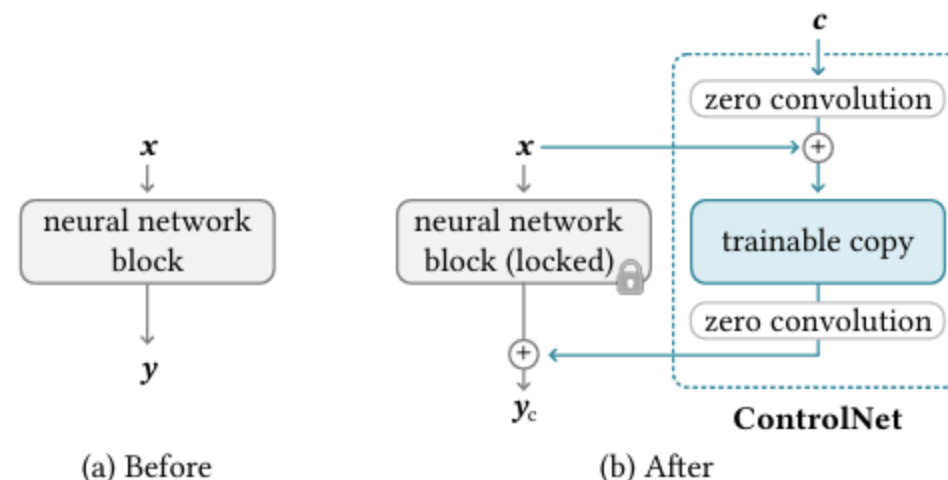 x
neural network
block
y
(a) Before
c
zero convolution
+
x
neural network
block (locked)
trainable copy
zero convolution
+
yc
ControlNet
(b) After